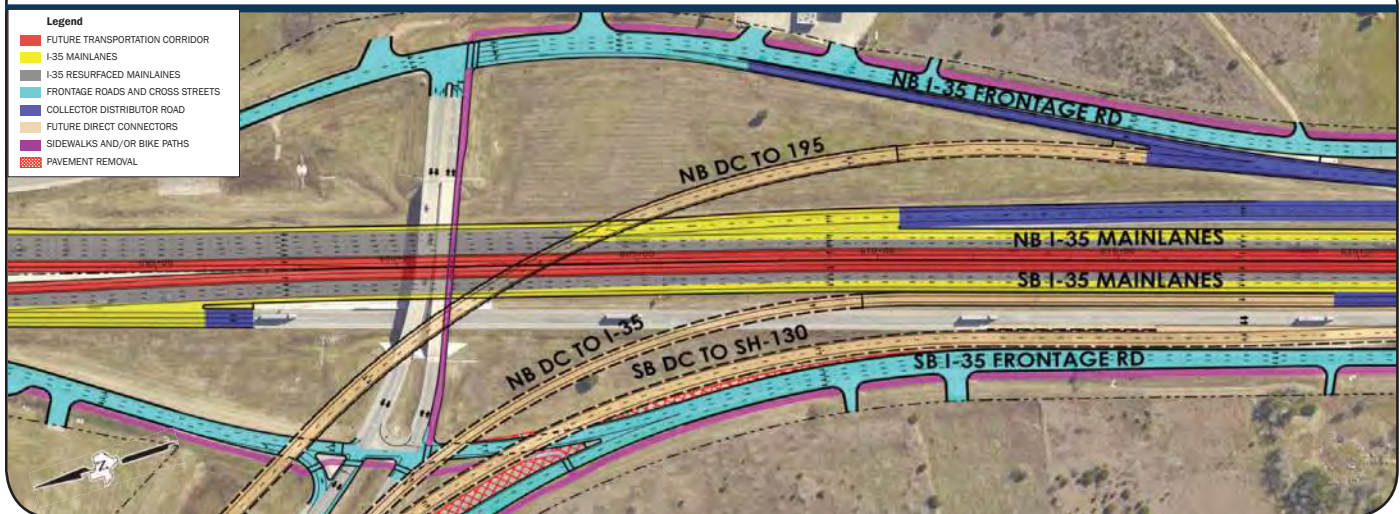 Legend
FUTURE TRANSPORTATION CORRIDOR
I-35 MAINLANES
I-35 RESURFACED MAINLAINES
FRONTAGE ROADS AND CROSS STREETS
COLLECTOR DISTRIBUTOR ROAD
FUTURE DIRECT CONNECTORS
SIDEWALKS AND/OR BIKE PATHS
PAVEMENT REMOVAL
NB I-35 FRONTAGE RD
NB DC TO 195
NB I-35 MAINLANES
SB I-35 MAINLANES
NB DC TO I-35
SB DC TO SH-130
SB I-35 FRONTAGE RD
N